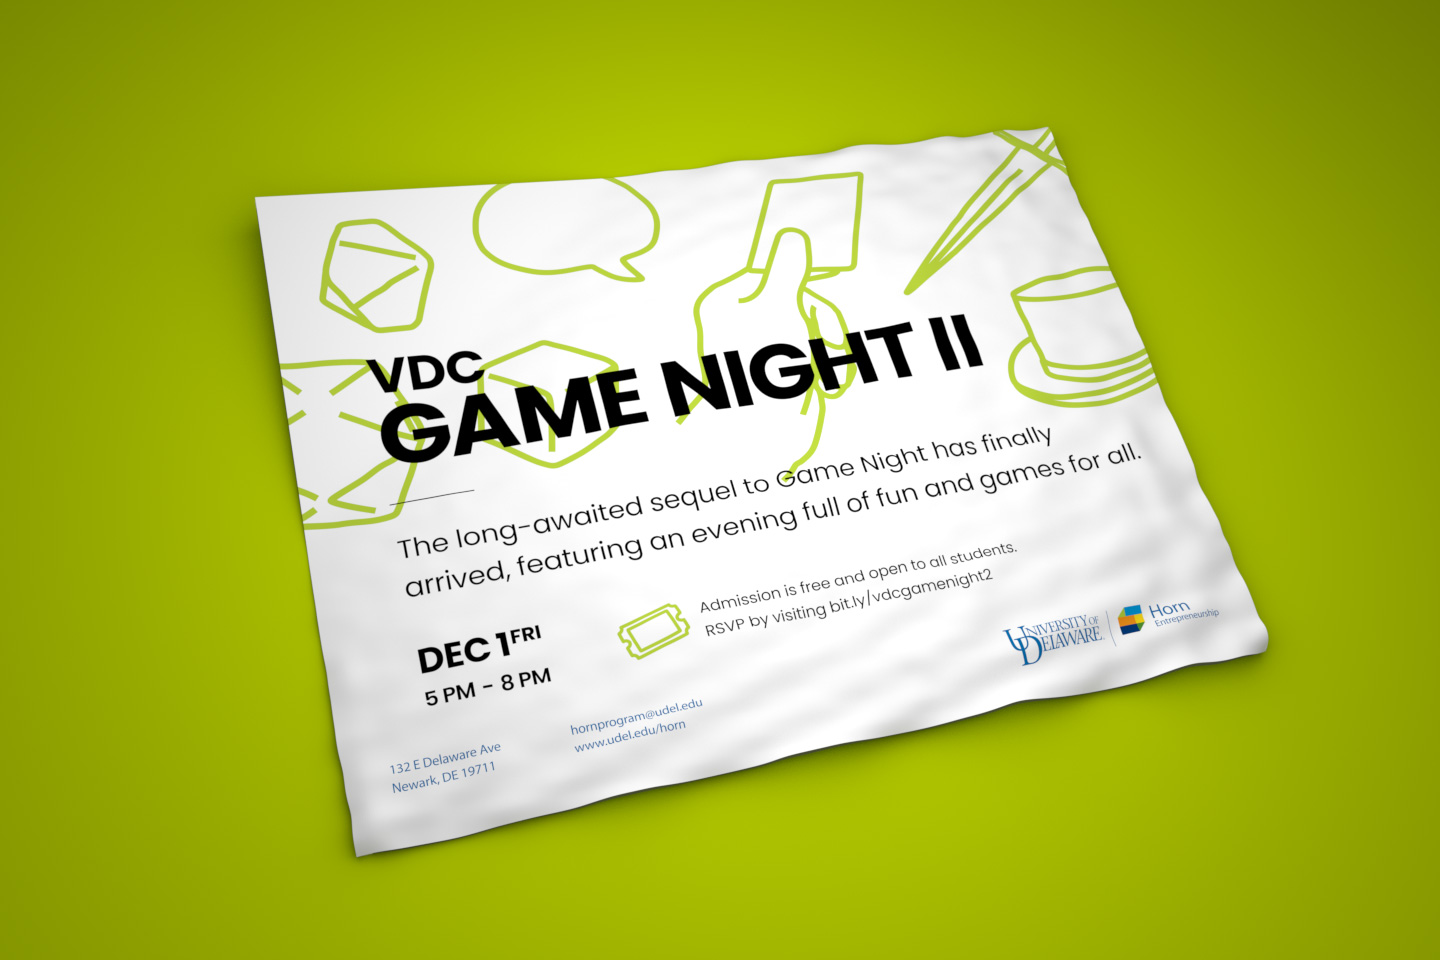 VDC
GAME NIGHT II
The long-awaited sequel to Game Night has finally
arrived, featuring an evening full of fun and games for all.
Admission is free and open to all students.
RSVP by visiting bit.ly/vdcgamenight2
DEC 1 FRI
5 PM - 8 PM
UNIVERSITY OF
DELAWARE
Horn
Entrepreneurship
132 E Delaware Ave
Newark, DE 19711
hornprogram@udel.edu
www.udel.edu/horn